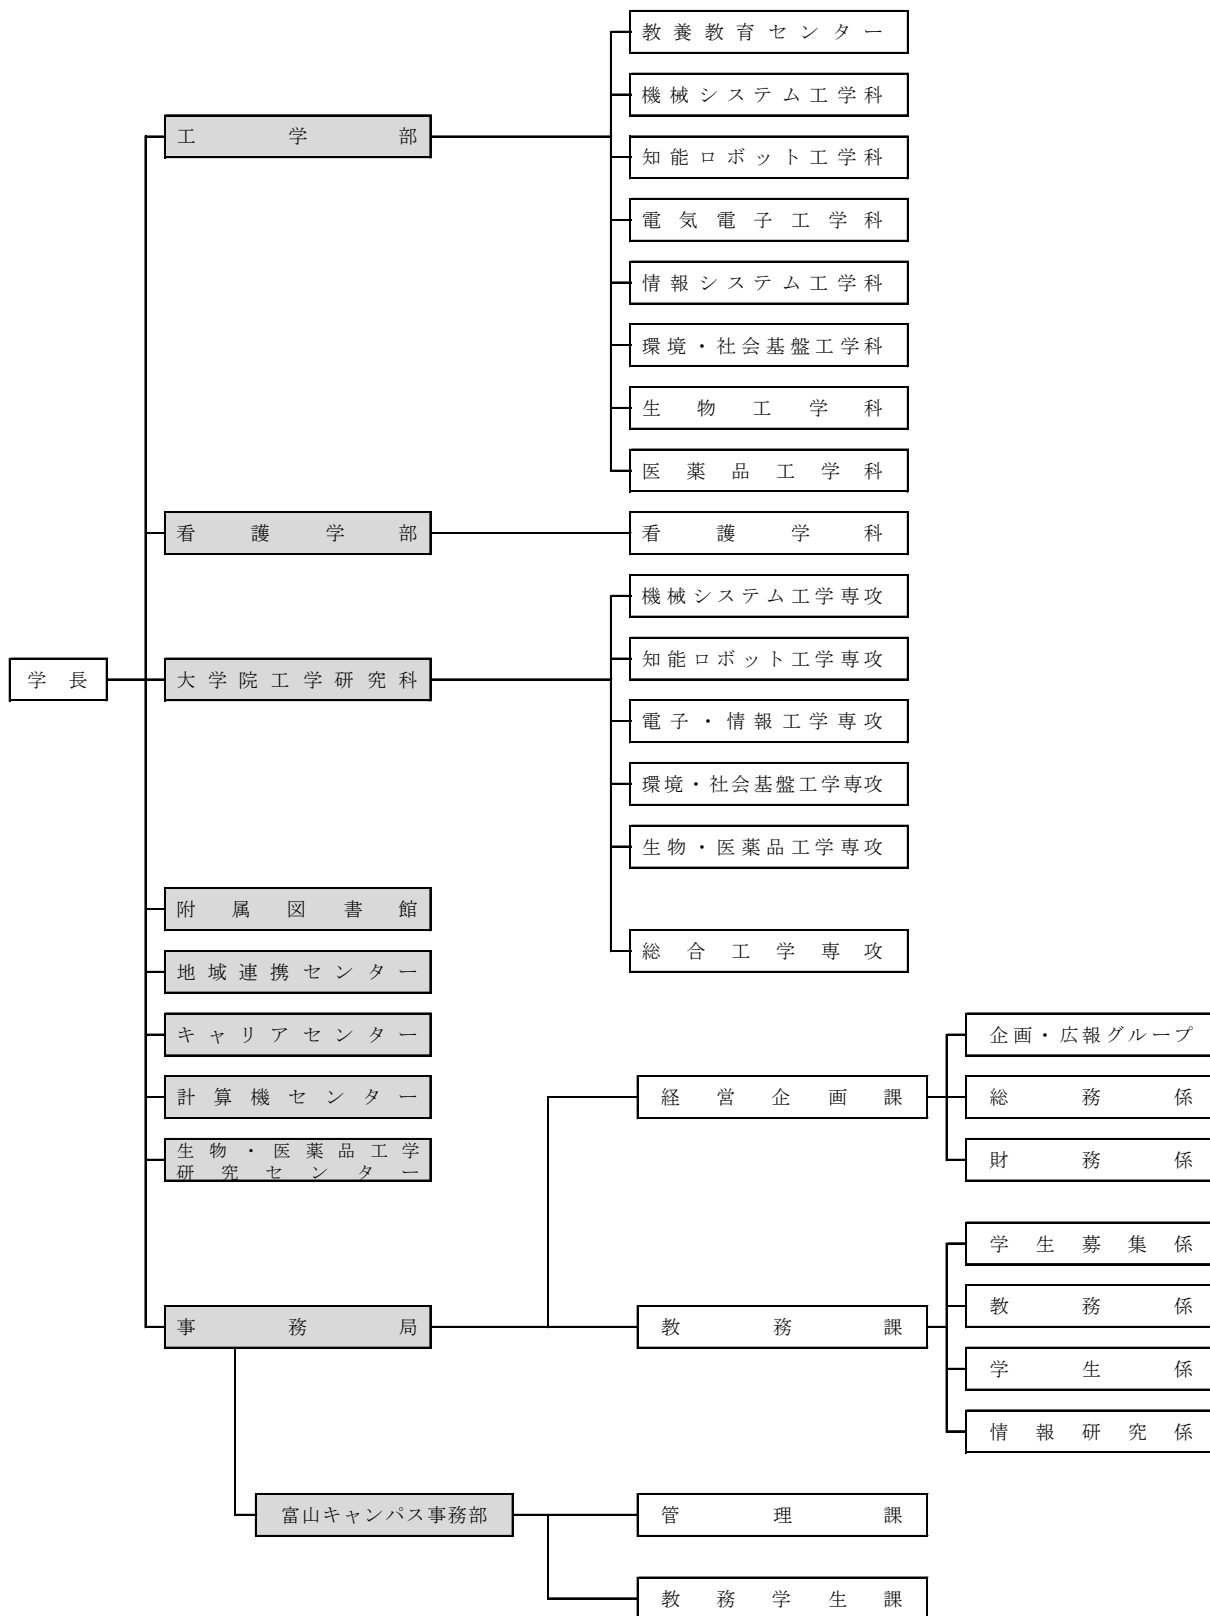 教養教育センター
機械システム工学科
工学部
知能ロボット工学科
電気電子工学科
情報システム工学科
環境・社会基盤工学科
生物工学科
医薬品工学科
看護学部
看護学科
機械システム工学専攻
知能ロボット工学専攻
学長
大学院工学研究科
電子・情報工学専攻
環境・社会基盤工学専攻
生物・医薬品工学専攻
附属図書館
総合工学専攻
地域連携センター
キャリアセンター
企画・広報グループ
計算機センター
経営企画課
総務係
生物・医薬品工学
研究センター
財務係
学生募集係
事務局
教務課
教務係
学生係
情報研究係
富山キャンパス事務部
管理課
教務学生課